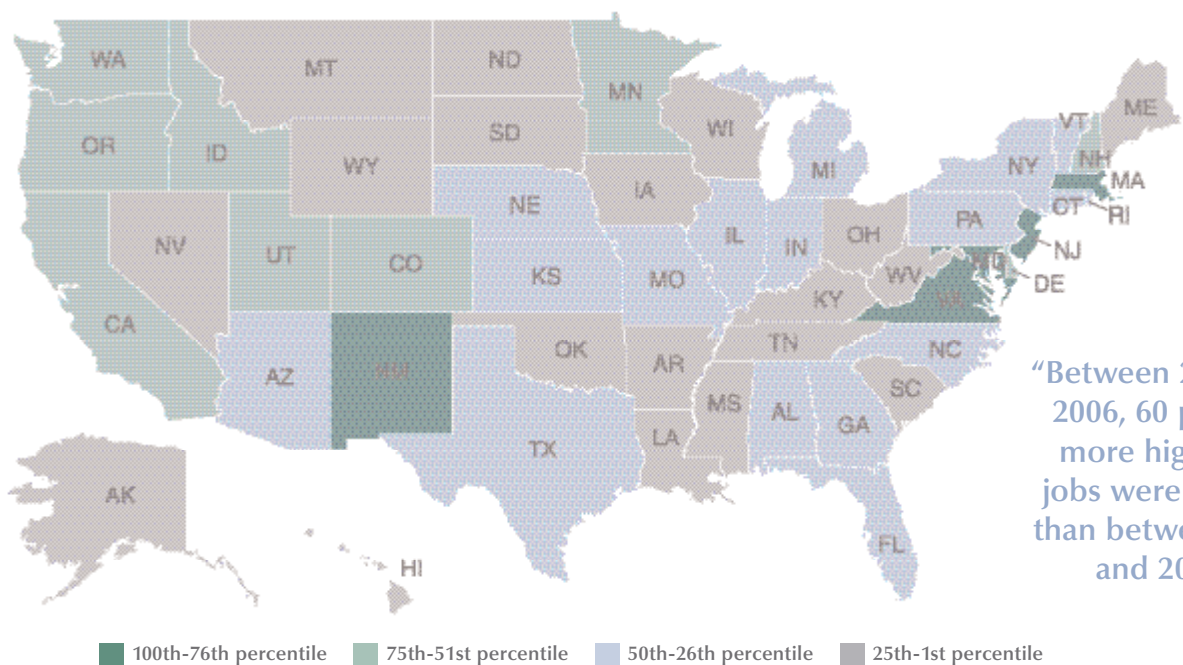 WA
MT
ND
MN
ME
VT
OR
ID
SD
WI
NH
NY
MA
WY
MI
IA
CT
RI
NE
PA
NV
IL
IN
OH
NJ
UT
CO
MD
WV
DE
KS
MO
VA
KY
CA
TN
NC
OK
AR
AZ
NM
SC
MS
AL
GA
LA
TX
AK
FL
HI
“Between 2
2006, 60 p
more hig
jobs were
than betwe
and 20
100th-76th percentile 75th-51st percentile 50th-26th percentile 25th-1st percentile